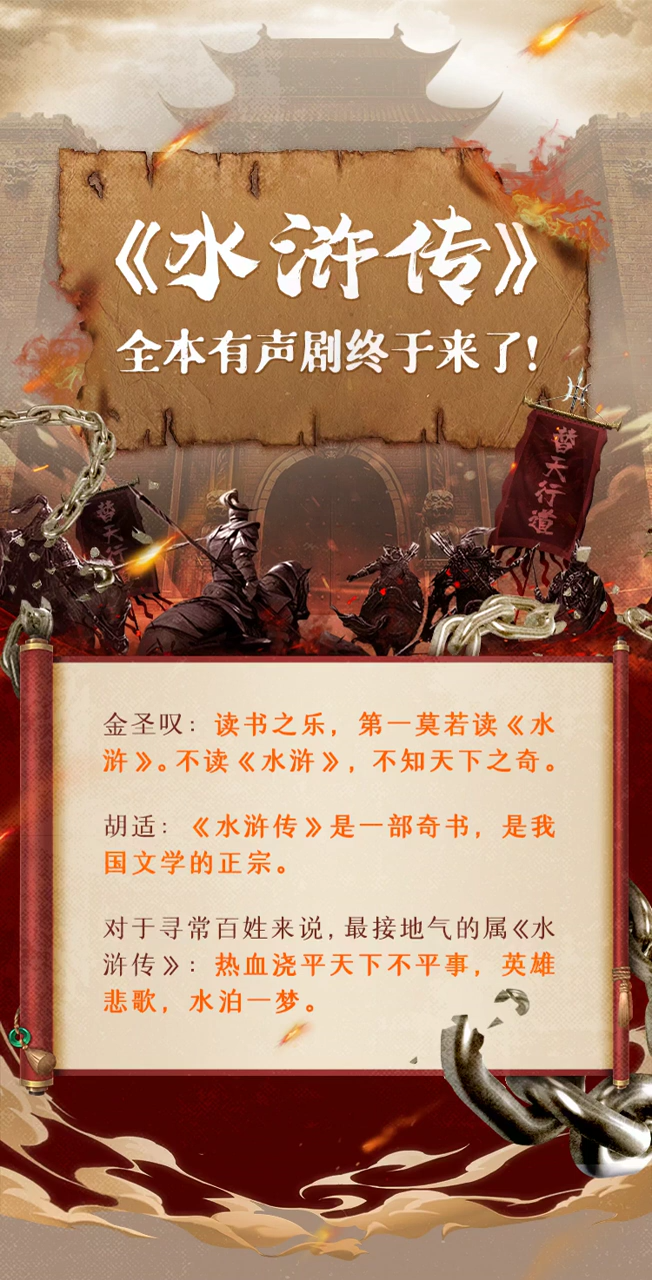 《水浒传》
全本有声剧终于来了!
替天行道
替天行
金圣叹：读书之乐，第一莫若读《水
浒》。不读《水浒》，不知天下之奇。
胡适：《水浒传》是一部奇书，是我
国文学的正宗。
对于寻常百姓来说，最接地气的属《水
浒传》：热血浇平天下不平事，英雄
悲歌，水泊一梦。